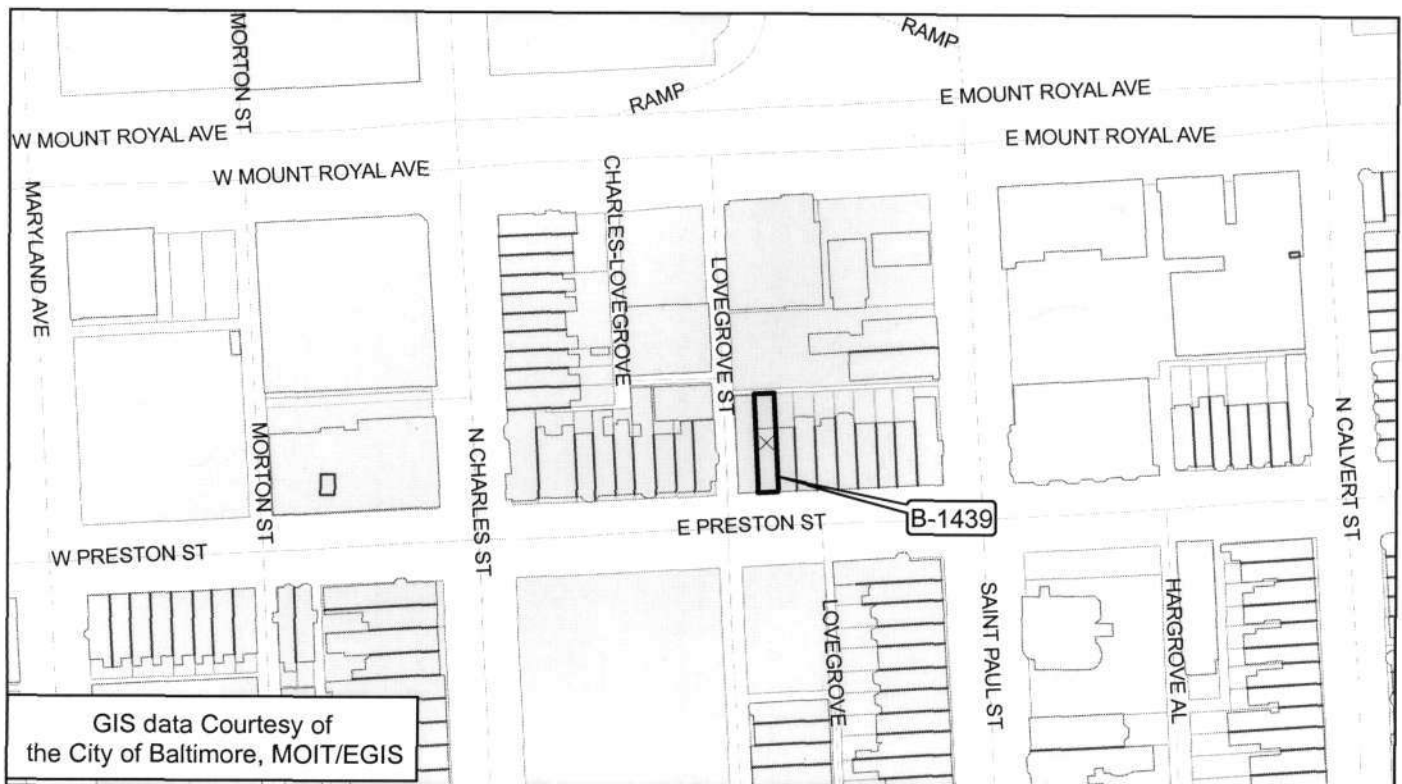 MORTON ST
RAMP
RAMP
E MOUNT ROYAL AVE
W MOUNT ROYAL AVE
E MOUNT ROYAL AVE
W MOUNT ROYAL AVE
MARYLAND AVE
CHARLES-LOVEGROVE
LOVEGROVE ST
MORTON ST
N CHARLES ST
N CALVERT ST
B-1439
E PRESTON ST
W PRESTON ST
LOVEGROVE
SAINT PAUL ST
HARGROVE AL
GIS data Courtesy of
the City of Baltimore, MOIT/EGIS